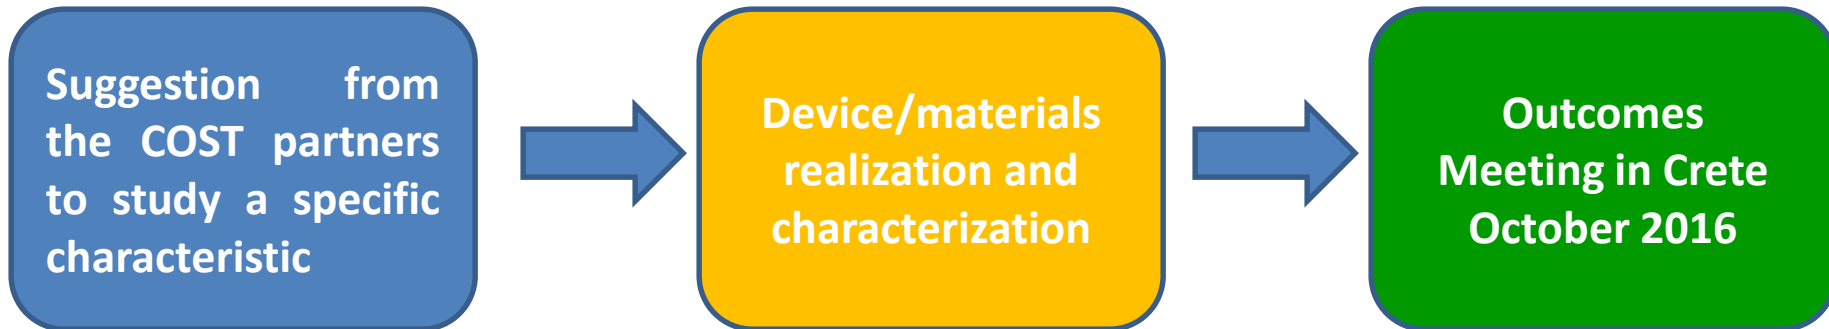 Suggestion from
the COST partners
to study a specific
characteristic
Device/materials
realization and
characterization
Outcomes
Meeting in Crete
October 2016